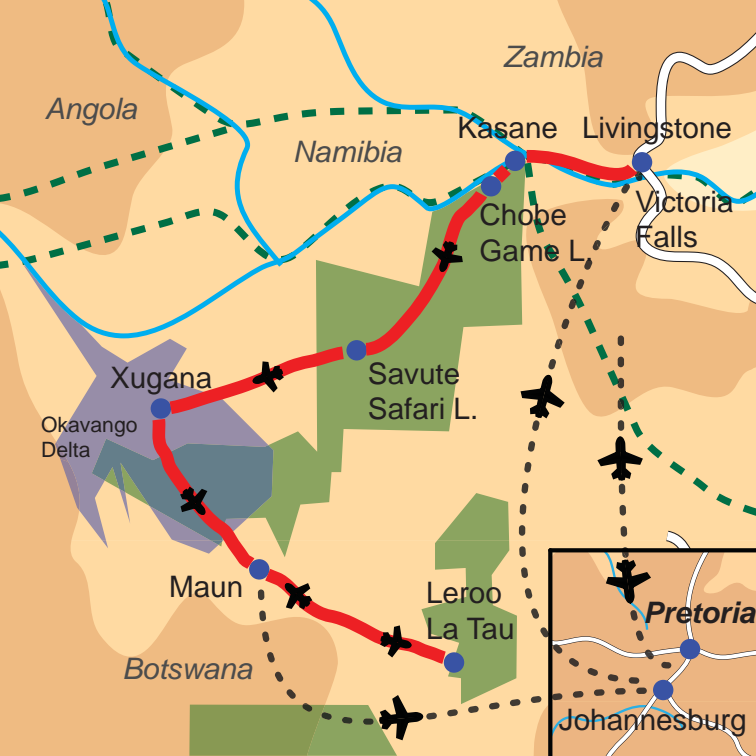 Zambia
Angola
Kasane
Livingstone
Namibia
Victoria
Falls
Chobe
Game L.
Xugana
Savute
Safari L.
Okavango
Delta
Maun
Leroo
La Tau
Pretoria
Botswana
Johannesburg